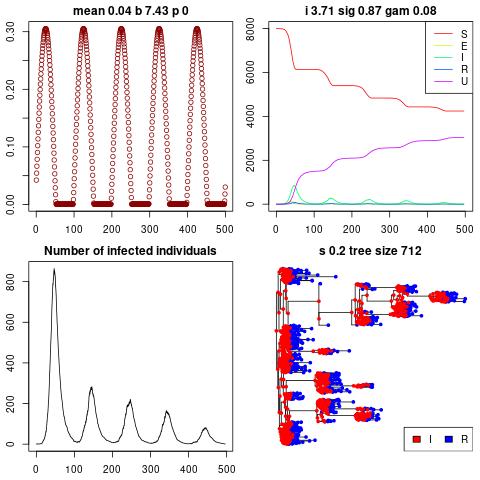 mean 0.04 b 7.43 p 0
0.30
0.20
0.10
0.00
0 100 200 300 400 500
i 3.71 sig 0.87 gam 0.08
8000
6000
4000
2000
0
S
E
I
R
U
0 100 200 300 400 500
Number of infected individuals
800
600
400
200
0
0 100 200 300 400 500
s 0.2 tree size 712
I R